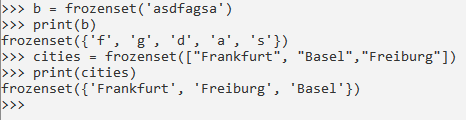 >>> b = frozenset('asdfagsa')
>>> print(b)
frozenset({'f', 'g', 'd', 'a', 's'})
>>> cities = frozenset(["Frankfurt", "Basel","Freiburg"])
>>> print(cities)
frozenset({'Frankfurt', 'Freiburg', 'Basel'})
>>>